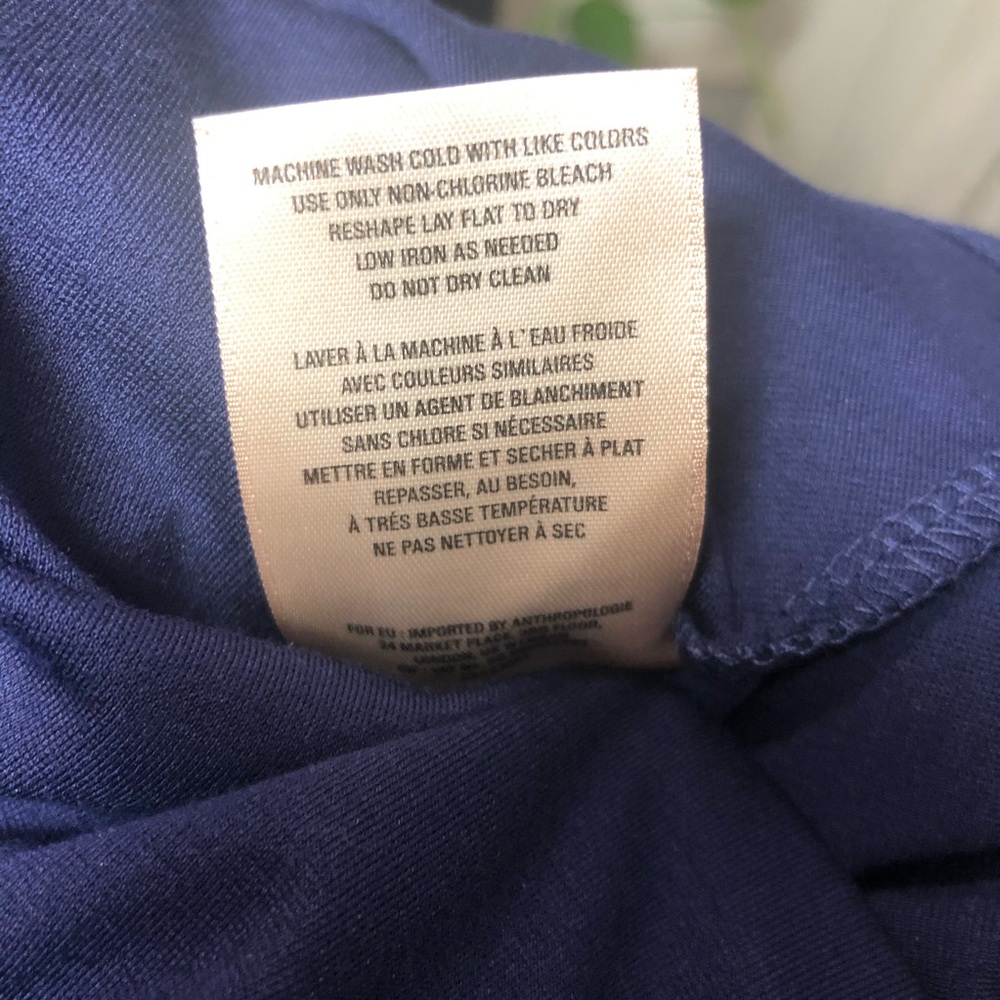 MACHINE WASH COLD WITH LIKE COLORS
USE ONLY NON-CHLORINE BLEACH
RESHAPE LAY FLAT TO DRY
LOW IRON AS NEEDED
DO NOT DRY CLEAN
LAVER À LA MACHINE À L'EAU FROIDE
AVEC COULEURS SIMILAIRES
UTILISER UN AGENT DE BLANCHIMENT
SANS CHLORE SI NÉCESSAIRE
METTRE EN FORME ET SECHER À PLAT
REPASSER, AU BESOIN,
À TRÉS BASSE TEMPÉRATURE
NE PAS NETTOYER À SEC
FOR EU : IMPORTED BY ANTHROPOLOGIE
24 MARKET PLACE, FLOOR,
LONDON,